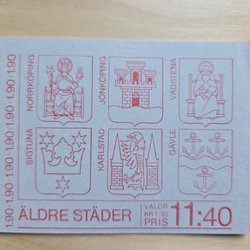 NORRKÖPING
JÖNKÖPING
VADSTENA
SIGTUNA
KARLSTAD
GÄVLE
1.90 1.90 1.90 1.90 1.90 1.90
ÄLDRE STÄDER
VALÖR
KR 1:90
PRIS
11:40